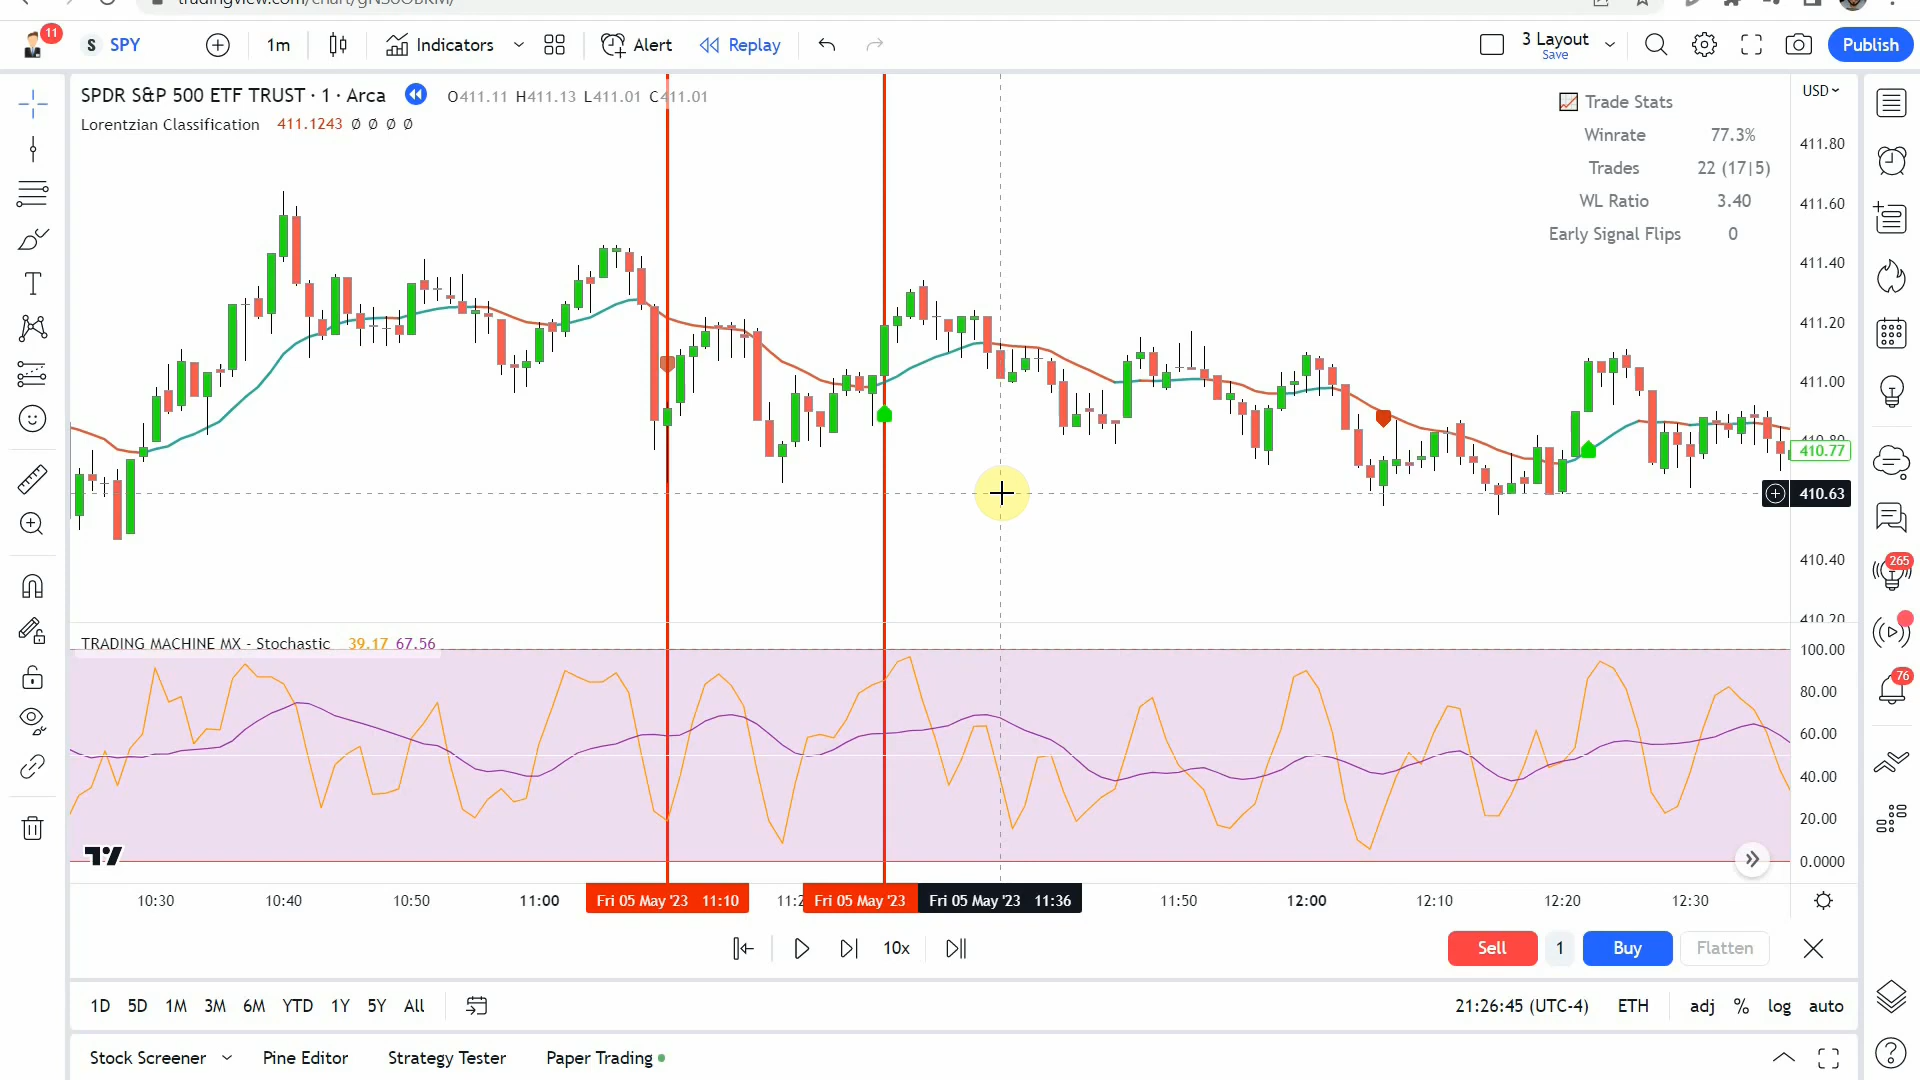 11
S SPY
1m
Indicators
Alert
Replay
3 Layout
Save
Publish
SPDR S&P 500 ETF TRUST · 1 · Arca
O411.11 H411.13 L411.01 C411.01
Lorentzian Classification 411.1243 Ø Ø Ø Ø
Trade Stats
Winrate 77.3%
Trades 22 (17|5)
WL Ratio 3.40
Early Signal Flips 0
USD
411.80
411.60
411.40
411.20
411.00
410.77
410.63
410.40
410.20
TRADING MACHINE MX - Stochastic 39.17 67.56
100.00
80.00
60.00
40.00
20.00
0.0000
265
76
10:30
10:40
10:50
11:00
Fri 05 May '23 11:10
Fri 05 May '23
Fri 05 May '23 11:36
11:50
12:00
12:10
12:20
12:30
10x
Sell
1
Buy
Flatten
1D 5D 1M 3M 6M YTD 1Y 5Y All
21:26:45 (UTC-4)
ETH
adj % log auto
Stock Screener
Pine Editor
Strategy Tester
Paper Trading